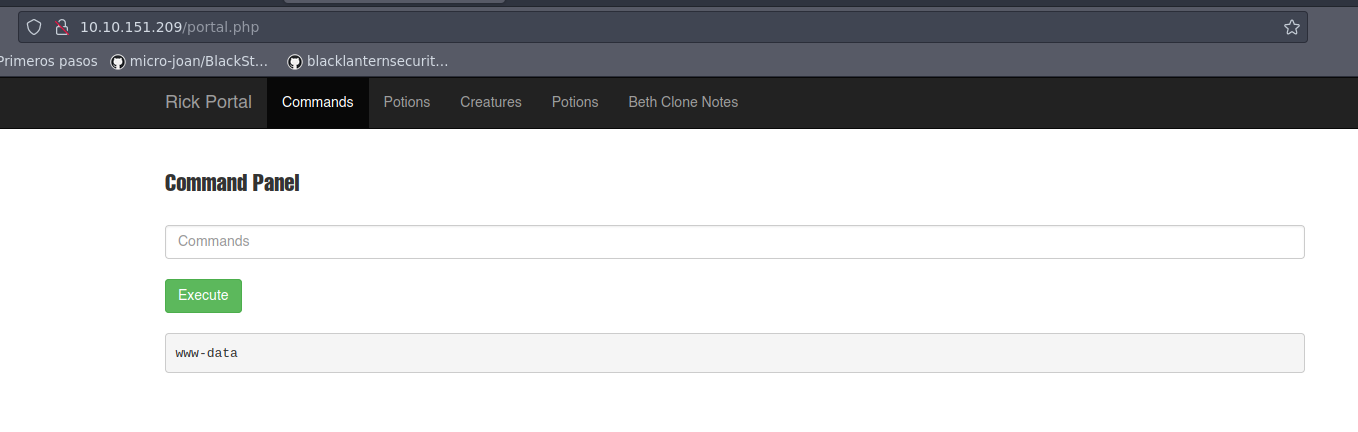 10.10.151.209/portal.php
Primeros pasos micro-joan/BlackSt... blacklanternsecurit...
Rick Portal Commands Potions Creatures Potions Beth Clone Notes
Command Panel
Commands
Execute
www-data